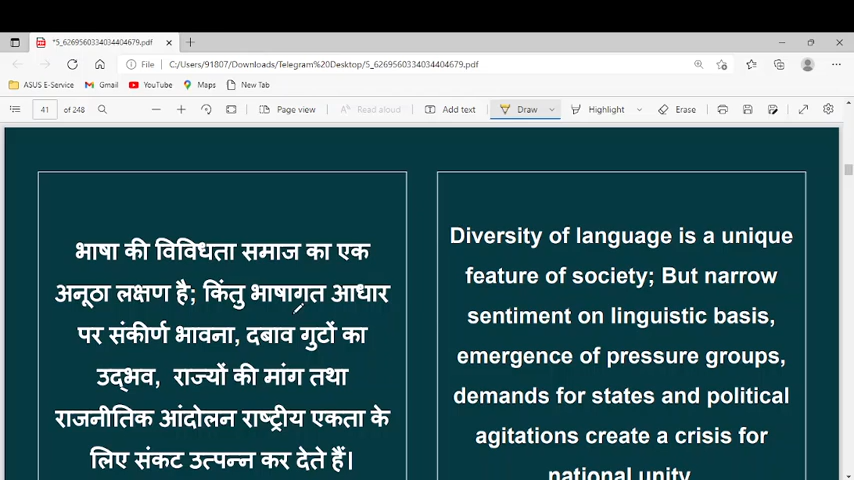 *5_6269560334034404679.pdf
File C:/Users/91807/Downloads/Telegram%20Desktop/5_6269560334034404679.pdf
ASUS E-Service Gmail YouTube Maps New Tab
41 of 248 Page view Read aloud Add text Draw Highlight Erase
भाषा की विविधता समाज का एक
अनूठा लक्षण है; किंतु भाषागत आधार
पर संकीर्ण भावना, दबाव गुटों का
उद्भव, राज्यों की मांग तथा
राजनीतिक आंदोलन राष्ट्रीय एकता के
लिए संकट उत्पन्न कर देते हैं।
Diversity of language is a unique
feature of society; But narrow
sentiment on linguistic basis,
emergence of pressure groups,
demands for states and political
agitations create a crisis for
national unity